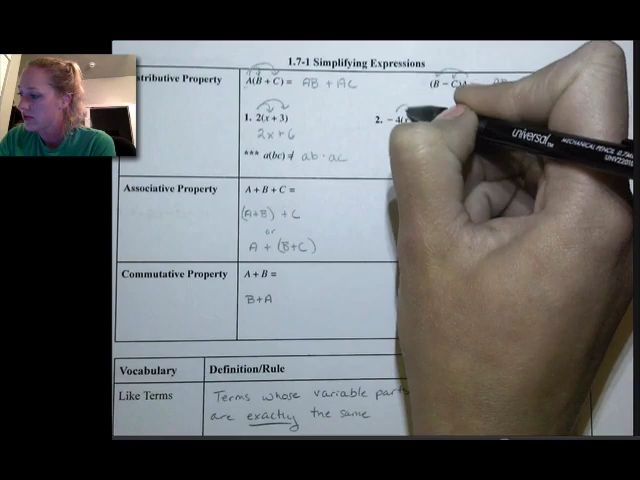 1.7-1 Simplifying Expressions
Distributive Property
A(B + C) = AB + AC
(B − C)A
1. 2(x + 3)
2x + 6
2. − 4(
*** a(bc) ≠ ab · ac
Associative Property
A + B + C =
(A+B) + C
or
A + (B+C)
Commutative Property
A + B =
B + A
Vocabulary
Definition/Rule
Like Terms
Terms whose variable parts
are exactly the same
universal
MECHANICAL PENCIL 0.7